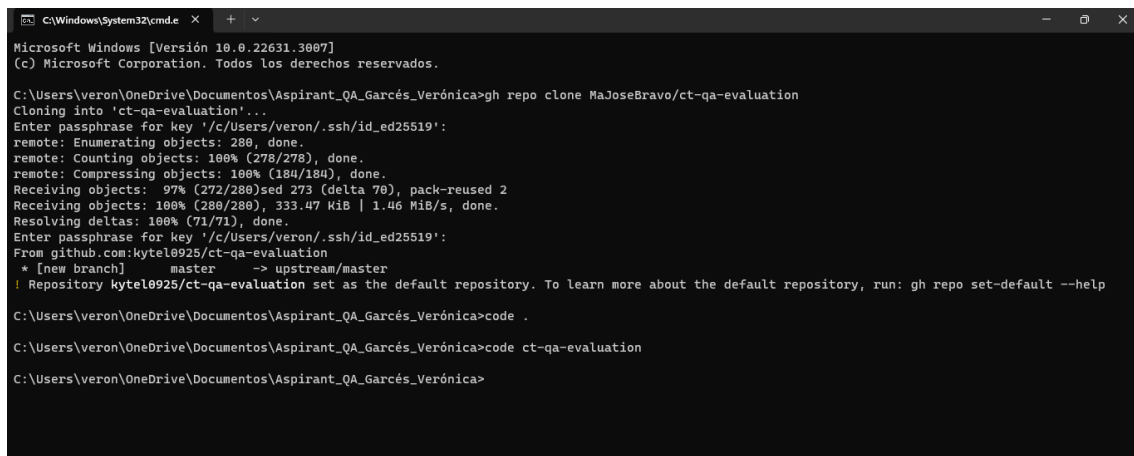 C:\Windows\System32\cmd.e
Microsoft Windows [Versión 10.0.22631.3007]
(c) Microsoft Corporation. Todos los derechos reservados.
C:\Users\veron\OneDrive\Documentos\Aspirant_QA_Garcés_Verónica>gh repo clone MaJoseBravo/ct-qa-evaluation
Cloning into 'ct-qa-evaluation'...
Enter passphrase for key '/c/Users/veron/.ssh/id_ed25519':
remote: Enumerating objects: 280, done.
remote: Counting objects: 100% (278/278), done.
remote: Compressing objects: 100% (184/184), done.
Receiving objects:  97% (272/280)sed 273 (delta 70), pack-reused 2
Receiving objects: 100% (280/280), 333.47 KiB | 1.46 MiB/s, done.
Resolving deltas: 100% (71/71), done.
Enter passphrase for key '/c/Users/veron/.ssh/id_ed25519':
From github.com:kytel0925/ct-qa-evaluation
 * [new branch]      master     -> upstream/master
! Repository kytel0925/ct-qa-evaluation set as the default repository. To learn more about the default repository, run: gh repo set-default --help
C:\Users\veron\OneDrive\Documentos\Aspirant_QA_Garcés_Verónica>code .
C:\Users\veron\OneDrive\Documentos\Aspirant_QA_Garcés_Verónica>code ct-qa-evaluation
C:\Users\veron\OneDrive\Documentos\Aspirant_QA_Garcés_Verónica>